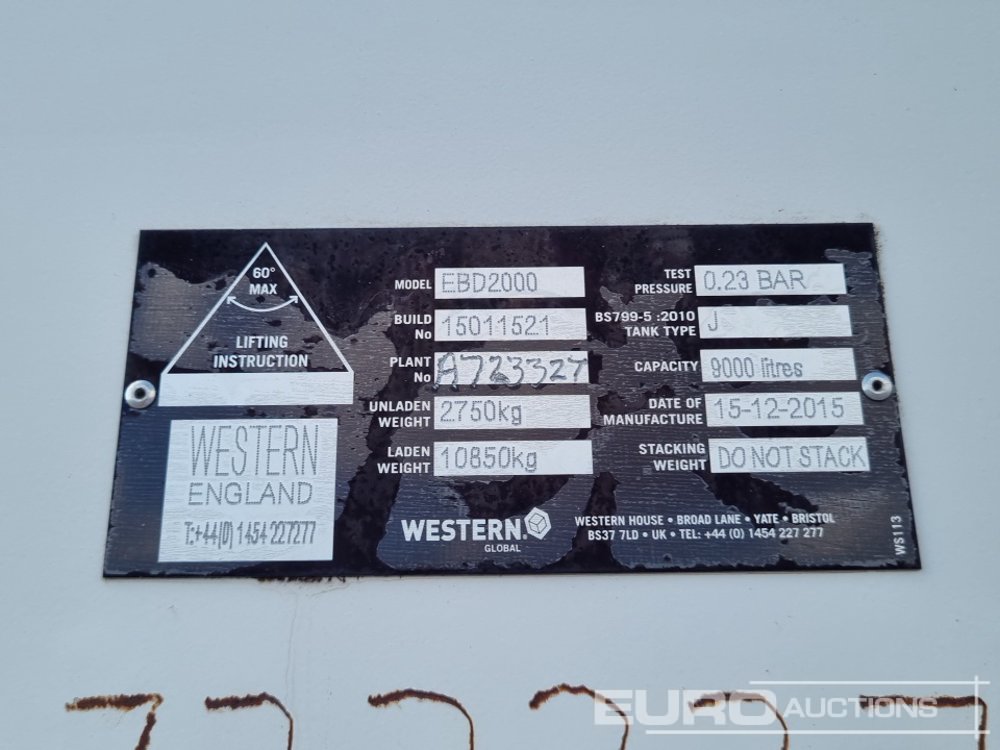 60°
MAX
LIFTING
INSTRUCTION
WESTERN
ENGLAND
T:+44(0) 1454 227277
MODEL EBD2000
BUILD No 15011521
PLANT No A723327
UNLADEN WEIGHT 2750kg
LADEN WEIGHT 10850kg
TEST PRESSURE 0.23 BAR
BS799-5 :2010 TANK TYPE J
CAPACITY 9000 litres
DATE OF MANUFACTURE 15-12-2015
STACKING WEIGHT DO NOT STACK
WESTERN.
GLOBAL
WESTERN HOUSE • BROAD LANE • YATE • BRISTOL
BS37 7LD • UK • TEL: +44 (0) 1454 227 277
WS113
EURO AUCTIONS